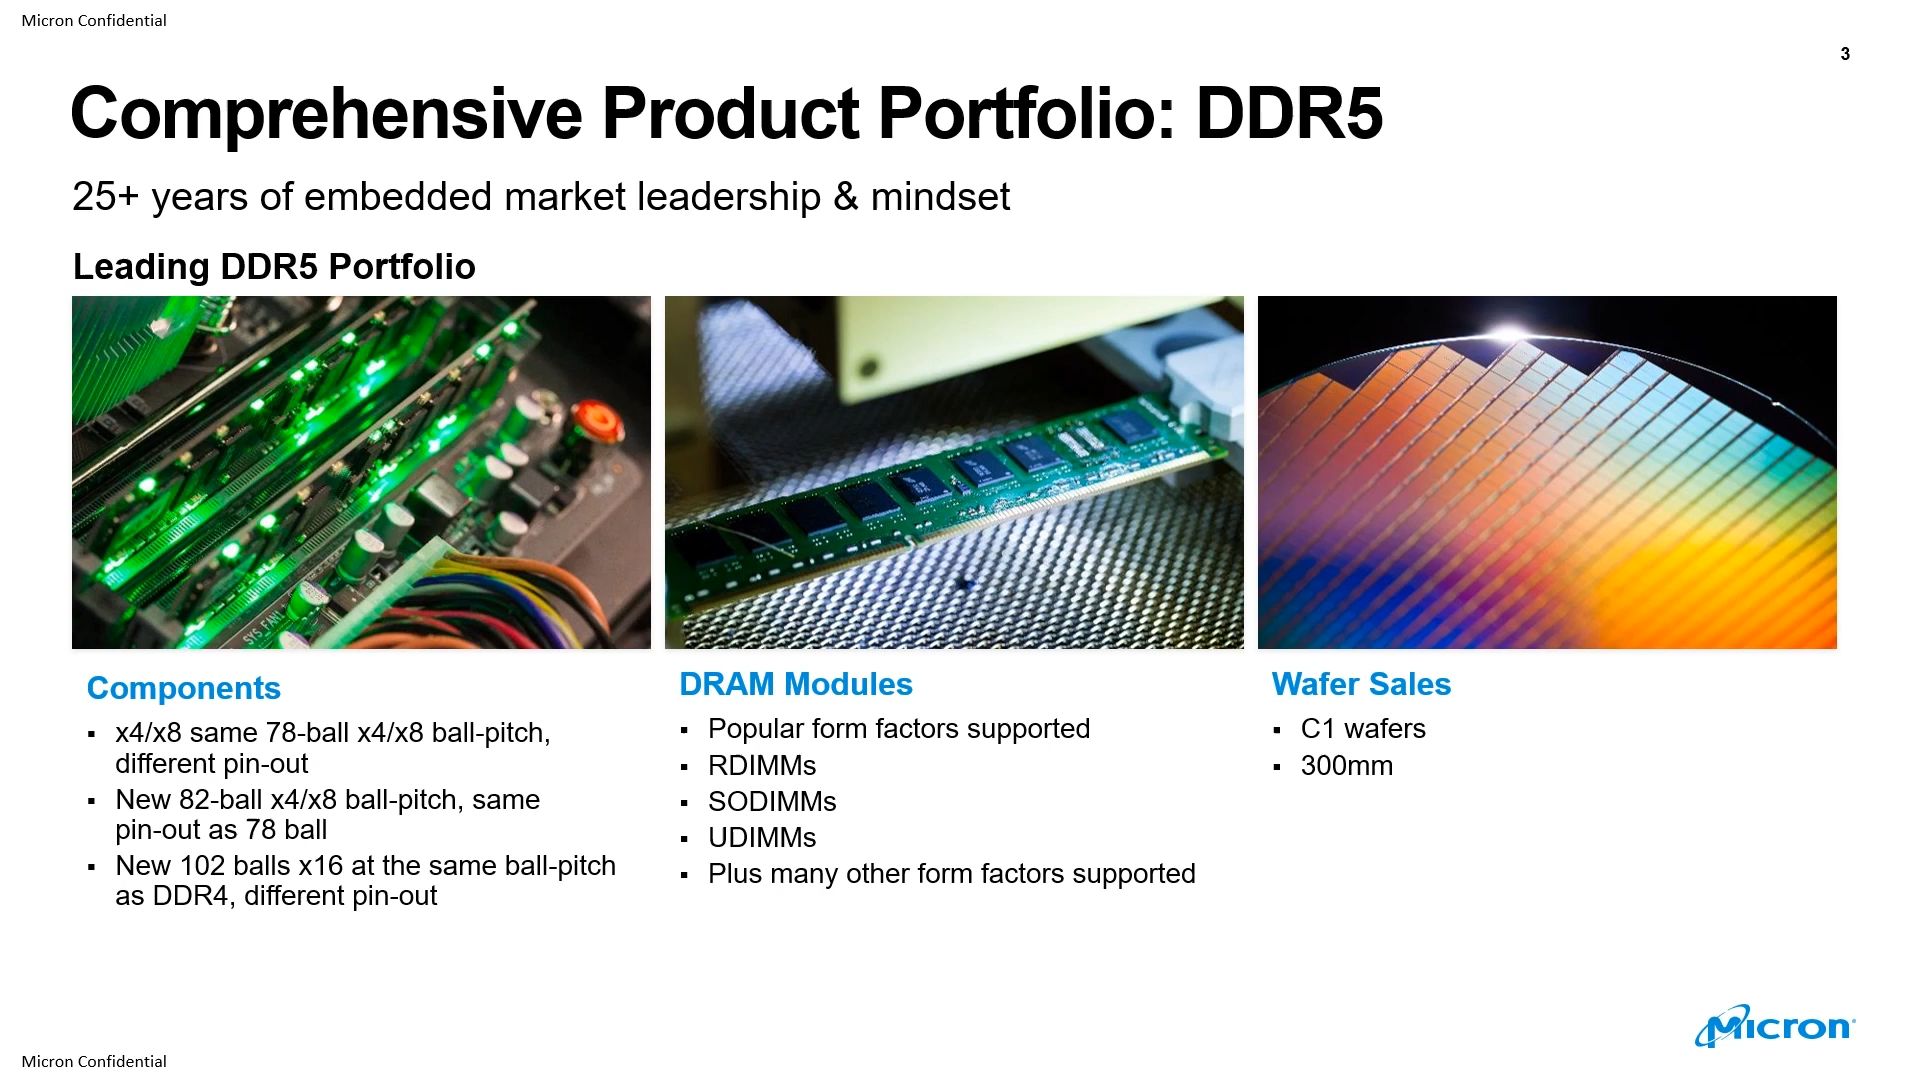 Micron Confidential
3
Comprehensive Product Portfolio: DDR5
25+ years of embedded market leadership & mindset
Leading DDR5 Portfolio
SYS_FAN1
Components
▪ x4/x8 same 78-ball x4/x8 ball-pitch,
different pin-out
▪ New 82-ball x4/x8 ball-pitch, same
pin-out as 78 ball
▪ New 102 balls x16 at the same ball-pitch
as DDR4, different pin-out
DRAM Modules
▪ Popular form factors supported
▪ RDIMMs
▪ SODIMMs
▪ UDIMMs
▪ Plus many other form factors supported
Wafer Sales
▪ C1 wafers
▪ 300mm
Micron
Micron Confidential